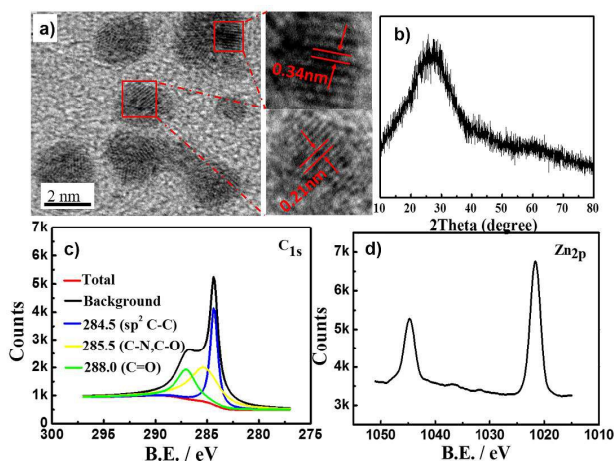 a)
0.34nm
0.21nm
2 nm
b)
10 20 30 40 50 60 70 80
2Theta (degree)
c)
C1s
7k
6k
5k
4k
3k
2k
1k
0
Counts
Total
Background
284.5 (sp² C-C)
285.5 (C-N,C-O)
288.0 (C=O)
300 295 290 285 280 275
B.E. / eV
d)
Zn2p
7k
6k
5k
4k
3k
Counts
1050 1040 1030 1020 1010
B.E. / eV